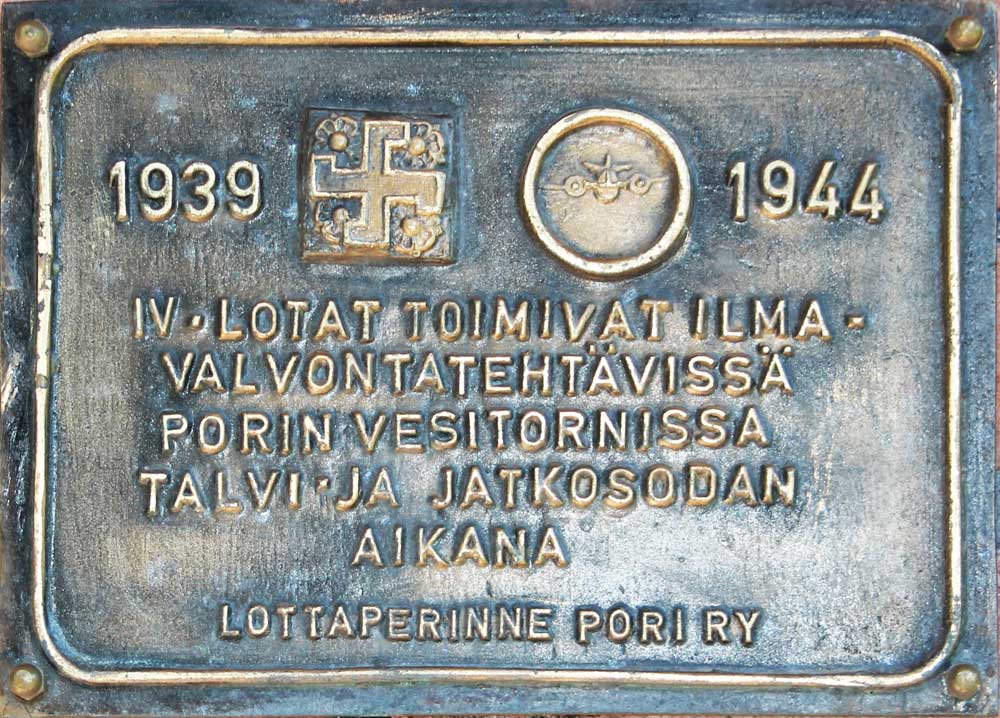 1939 1944
IV-LOTAT TOIMIVAT ILMA-
VALVONTATEHTÄVISSÄ
PORIN VESITORNISSA
TALVI-JA JATKOSODAN
AIKANA
LOTTAPERINNE PORI RY